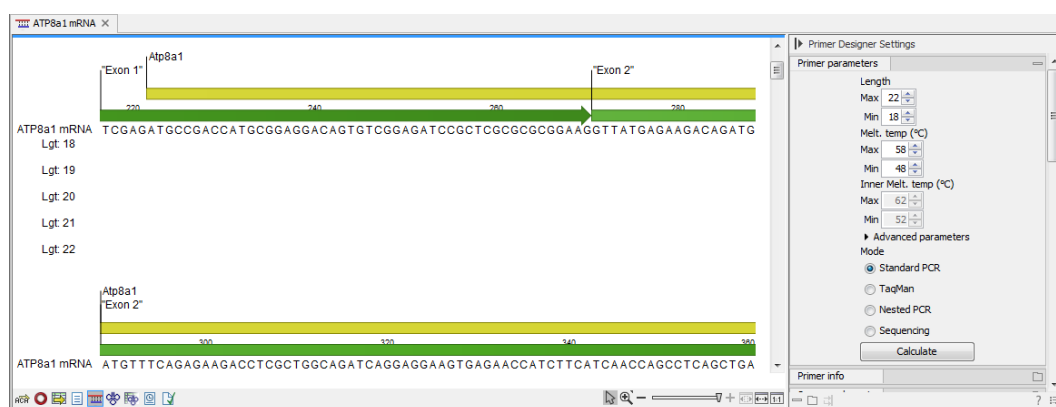 ATP8a1 mRNA
Atp8a1
"Exon 1"
"Exon 2"
220 240 260 280
ATP8a1 mRNA TCGAGATGCCGACCATGCGGAGGACAGTGTCGGAGATCCGCTCGCGCGCGGAAGGTTATGAGAAGACAGATG
Lgt: 18
Lgt: 19
Lgt: 20
Lgt: 21
Lgt: 22
Atp8a1
"Exon 2"
300 320 340 360
ATP8a1 mRNA ATGTTTCAGAGAAGACCTCGCTGGCAGATCAGGAGGAAGTGAGAACCATCTTCATCAACCAGCCTCAGCTGA
Primer Designer Settings
Primer parameters
Length
Max 22
Min 18
Melt. temp (°C)
Max 58
Min 48
Inner Melt. temp (°C)
Max 62
Min 52
Advanced parameters
Mode
Standard PCR
TaqMan
Nested PCR
Sequencing
Calculate
Primer info